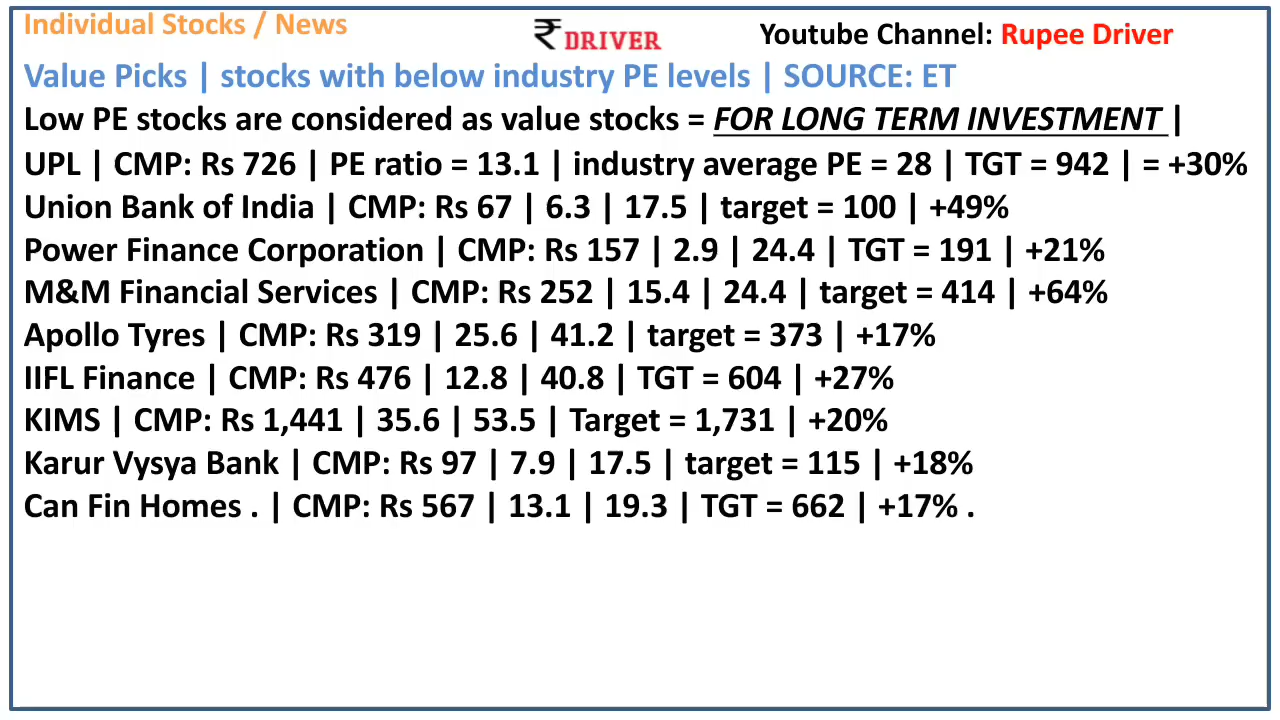 Individual Stocks / News
₹ DRIVER
Youtube Channel: Rupee Driver
Value Picks | stocks with below industry PE levels | SOURCE: ET
Low PE stocks are considered as value stocks = FOR LONG TERM INVESTMENT |
UPL | CMP: Rs 726 | PE ratio = 13.1 | industry average PE = 28 | TGT = 942 | = +30%
Union Bank of India | CMP: Rs 67 | 6.3 | 17.5 | target = 100 | +49%
Power Finance Corporation | CMP: Rs 157 | 2.9 | 24.4 | TGT = 191 | +21%
M&M Financial Services | CMP: Rs 252 | 15.4 | 24.4 | target = 414 | +64%
Apollo Tyres | CMP: Rs 319 | 25.6 | 41.2 | target = 373 | +17%
IIFL Finance | CMP: Rs 476 | 12.8 | 40.8 | TGT = 604 | +27%
KIMS | CMP: Rs 1,441 | 35.6 | 53.5 | Target = 1,731 | +20%
Karur Vysya Bank | CMP: Rs 97 | 7.9 | 17.5 | target = 115 | +18%
Can Fin Homes . | CMP: Rs 567 | 13.1 | 19.3 | TGT = 662 | +17% .